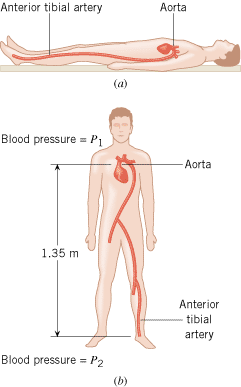 Anterior tibial artery
Aorta
(a)
Blood pressure = P₁
Aorta
1.35 m
Anterior
tibial
artery
Blood pressure = P₂
(b)